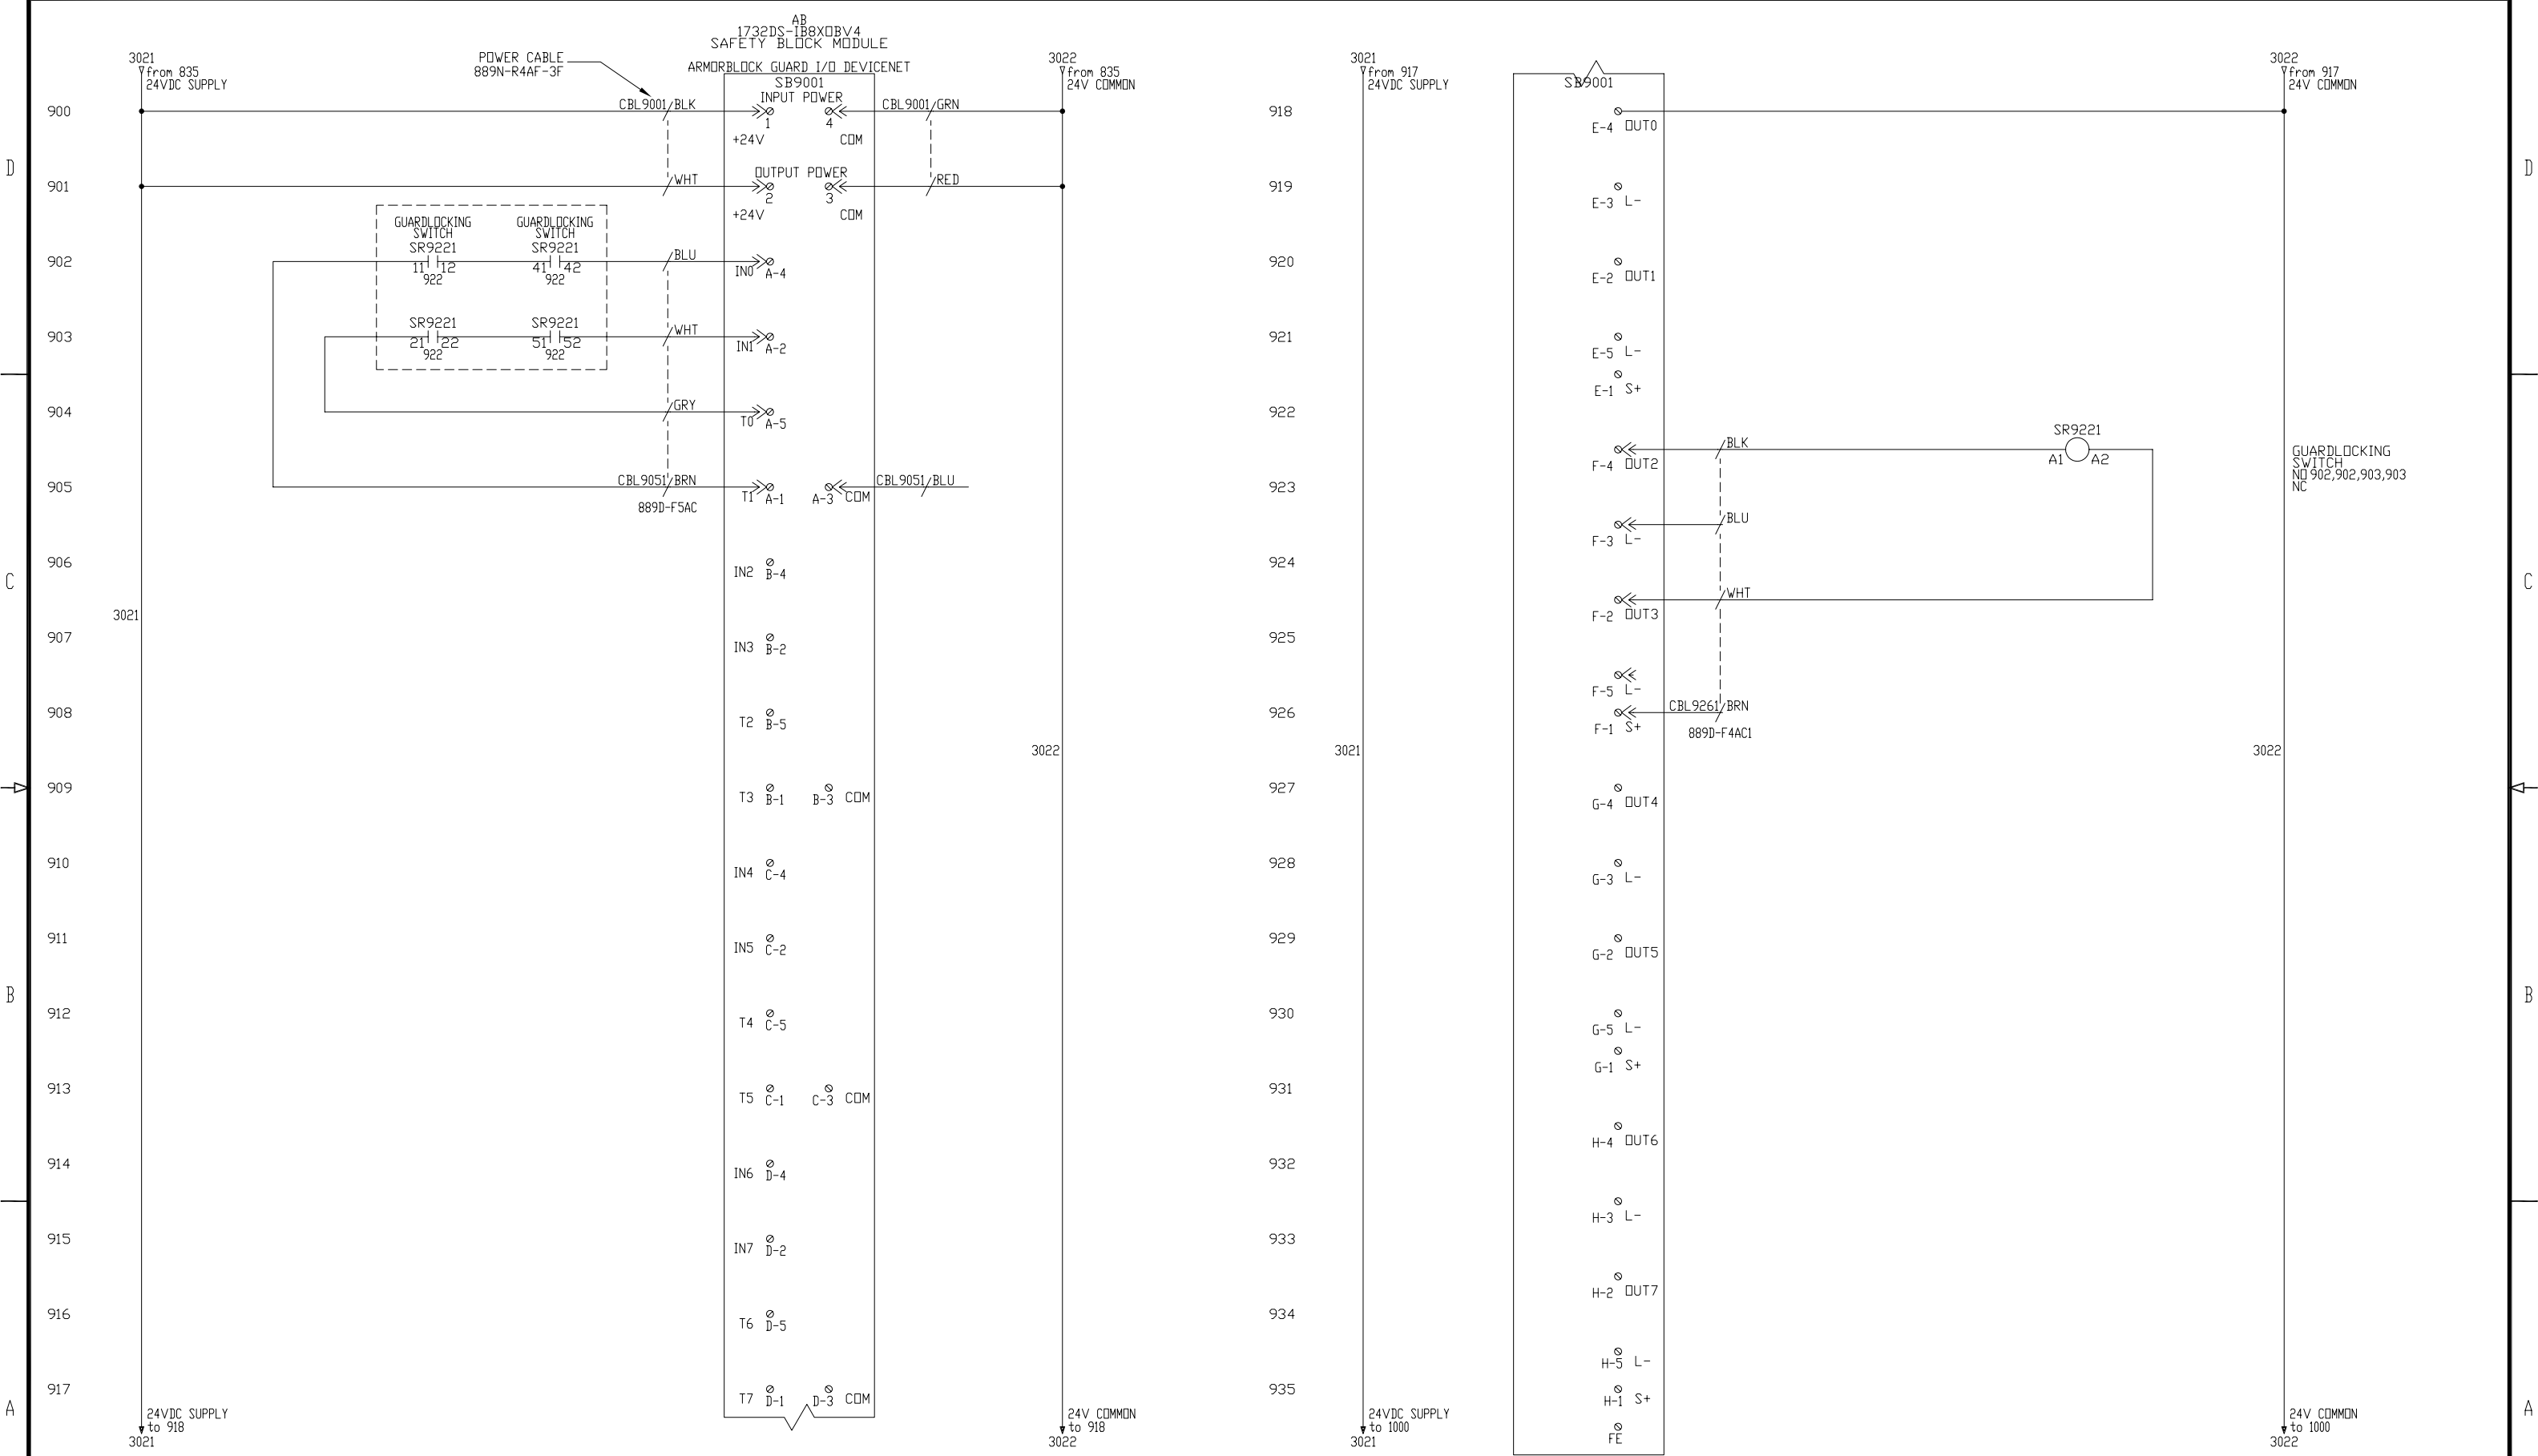 AB
1732DS-IB8XOBV4
SAFETY BLOCK MODULE
ARMORBLOCK GUARD I/O DEVICENET
SB9001
POWER CABLE
889N-R4AF-3F
3021
from 835
24VDC SUPPLY
3022
from 835
24V COMMON
D
900
CBL9001 BLK
INPUT POWER
1
4
+24V
COM
CBL9001 GRN
901
WHT
OUTPUT POWER
2
3
+24V
COM
RED
GUARDLOCKING
SWITCH
GUARDLOCKING
SWITCH
902
SR9221
11 12
922
SR9221
41 42
922
BLU
IN0 A-4
903
SR9221
21 22
922
SR9221
51 52
922
WHT
IN1 A-2
904
GRY
T0 A-5
905
CBL9051 BRN
889D-F5AC
T1 A-1
A-3 COM
CBL9051 BLU
C
906
IN2 B-4
3021
907
IN3 B-2
908
T2 B-5
3022
909
T3 B-1
B-3 COM
910
IN4 C-4
911
IN5 C-2
B
912
T4 C-5
913
T5 C-1
C-3 COM
914
IN6 D-4
915
IN7 D-2
916
T6 D-5
917
T7 D-1
D-3 COM
A
24VDC SUPPLY
to 918
3021
24V COMMON
to 918
3022
3021
from 917
24VDC SUPPLY
SB9001
3022
from 917
24V COMMON
918
E-4 OUT0
D
919
E-3 L-
920
E-2 OUT1
921
E-5 L-
E-1 S+
922
F-4 OUT2
BLK
SR9221
A1 A2
GUARDLOCKING
SWITCH
NO 902,902,903,903
NC
923
F-3 L-
BLU
924
C
F-2 OUT3
WHT
925
F-5 L-
926
F-1 S+
CBL9261 BRN
889D-F4AC1
3021
3022
927
G-4 OUT4
928
G-3 L-
929
G-2 OUT5
B
930
G-5 L-
G-1 S+
931
H-4 OUT6
932
H-3 L-
933
H-2 OUT7
934
H-5 L-
935
H-1 S+
FE
A
24VDC SUPPLY
to 1000
3021
24V COMMON
to 1000
3022